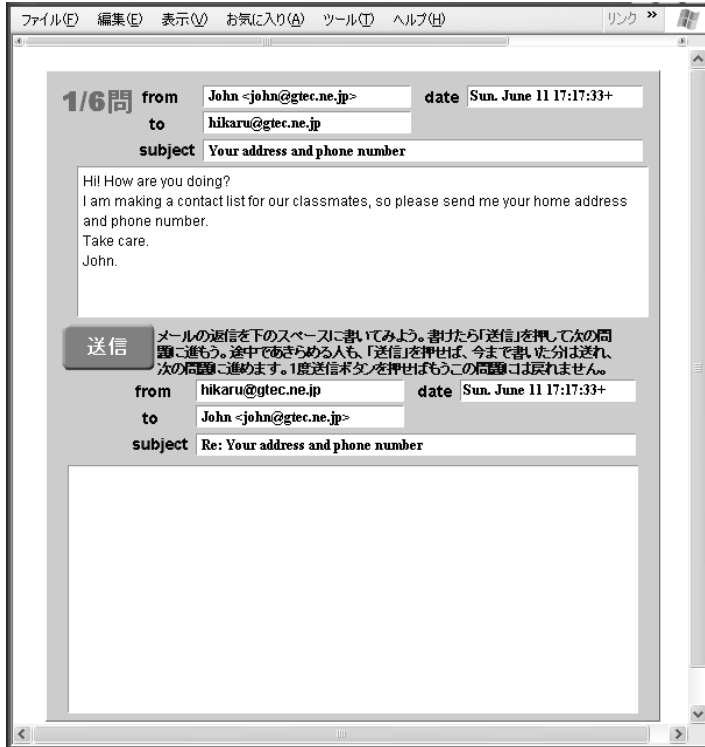 ファイル(F) 編集(E) 表示(V) お気に入り(A) ツール(T) ヘルプ(H) リンク »
1/6問
from John <john@gtec.ne.jp> date Sun. June 11 17:17:33+
to hikaru@gtec.ne.jp
subject Your address and phone number
Hi! How are you doing?
I am making a contact list for our classmates, so please send me your home address
and phone number.
Take care.
John.
送信
メールの返信を下のスペースに書いてみよう。書けたら「送信」を押して次の問
題に進もう。途中であきらめる人も、「送信」を押せば、今まで書いた分は送れ、
次の問題に進めます。1度送信ボタンを押せばもうこの問題には戻れません。
from hikaru@gtec.ne.jp date Sun. June 11 17:17:33+
to John <john@gtec.ne.jp>
subject Re: Your address and phone number